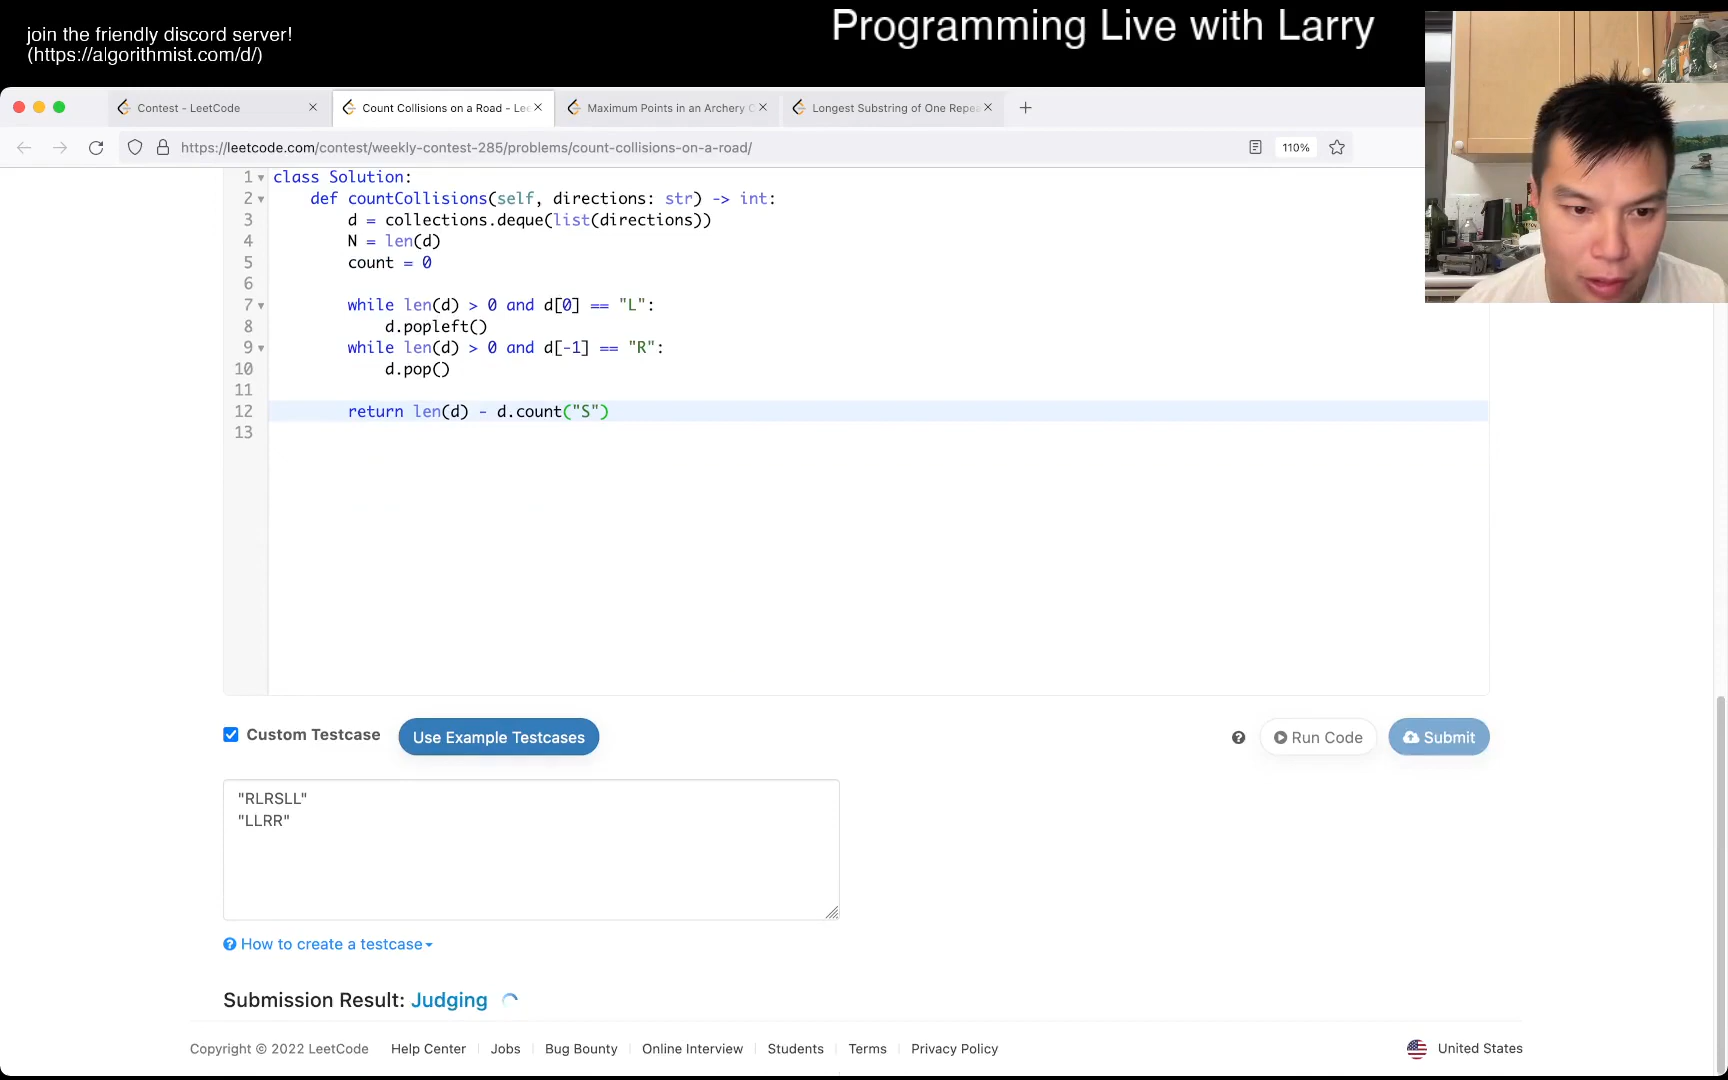 join the friendly discord server!
(https://algorithmist.com/d/)
Programming Live with Larry
Contest - LeetCode
Count Collisions on a Road - Lee
Maximum Points in an Archery C
Longest Substring of One Repea
https://leetcode.com/contest/weekly-contest-285/problems/count-collisions-on-a-road/
110%
1 class Solution:
2 def countCollisions(self, directions: str) -> int:
3 d = collections.deque(list(directions))
4 N = len(d)
5 count = 0
6
7 while len(d) > 0 and d[0] == "L":
8 d.popleft()
9 while len(d) > 0 and d[-1] == "R":
10 d.pop()
11
12 return len(d) - d.count("S")
13
Custom Testcase
Use Example Testcases
Run Code
Submit
"RLRSLL"
"LLRR"
How to create a testcase
Submission Result: Judging
Copyright © 2022 LeetCode
Help Center
Jobs
Bug Bounty
Online Interview
Students
Terms
Privacy Policy
United States